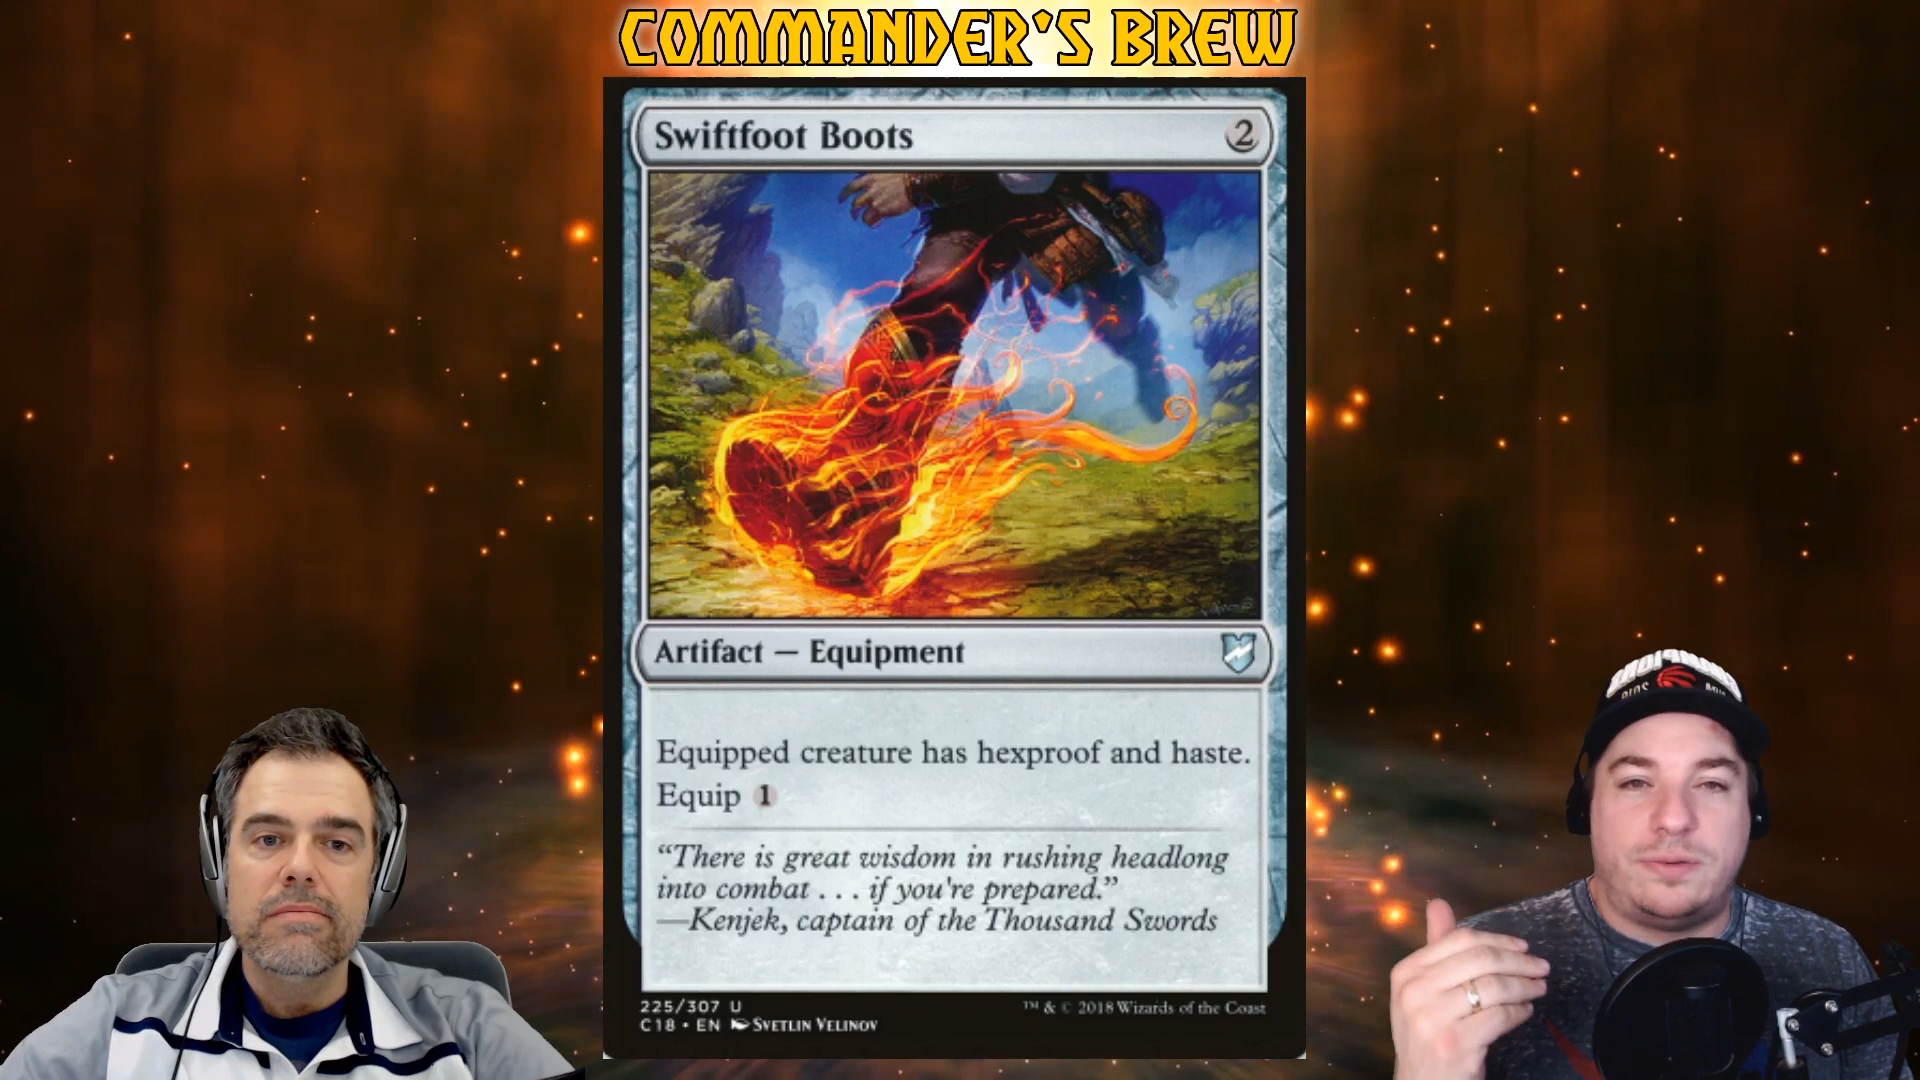 COMMANDER'S BREW
Swiftfoot Boots 2
Artifact — Equipment
Equipped creature has hexproof and haste.
Equip 1
“There is great wisdom in rushing headlong
into combat . . . if you're prepared.”
—Kenjek, captain of the Thousand Swords
225/307 U
™ & © 2018 Wizards of the Coast
C18 • EN SVETLIN VELINOV